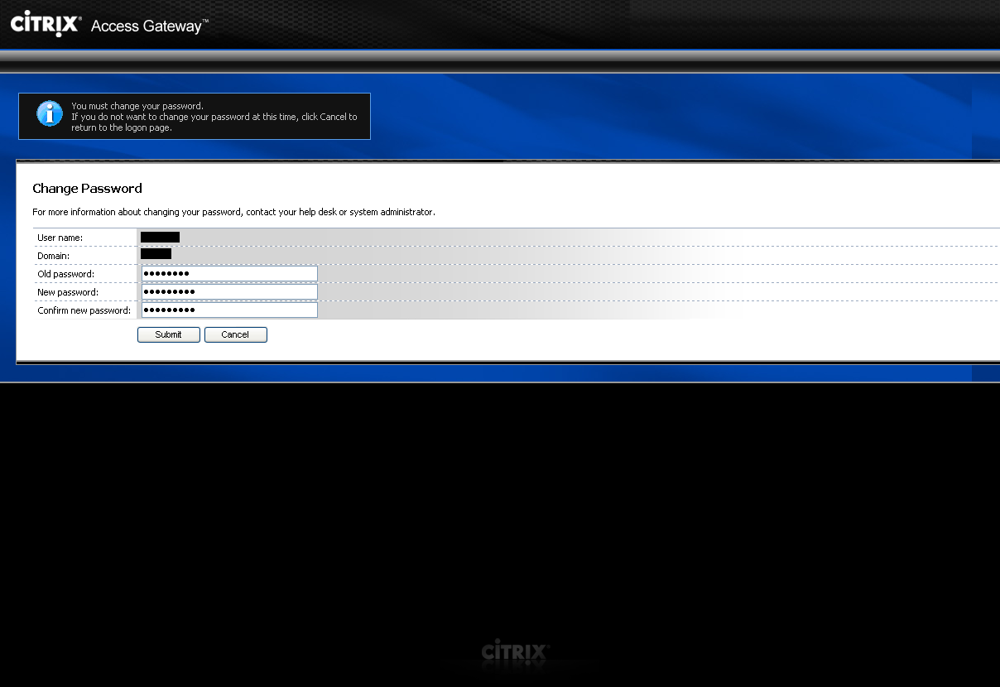 CITRIX® Access Gateway™
You must change your password.
If you do not want to change your password at this time, click Cancel to
return to the logon page.
Change Password
For more information about changing your password, contact your help desk or system administrator.
User name:
Domain:
Old password: ●●●●●●●●
New password: ●●●●●●●●●
Confirm new password: ●●●●●●●●●
Submit Cancel
CITRIX®